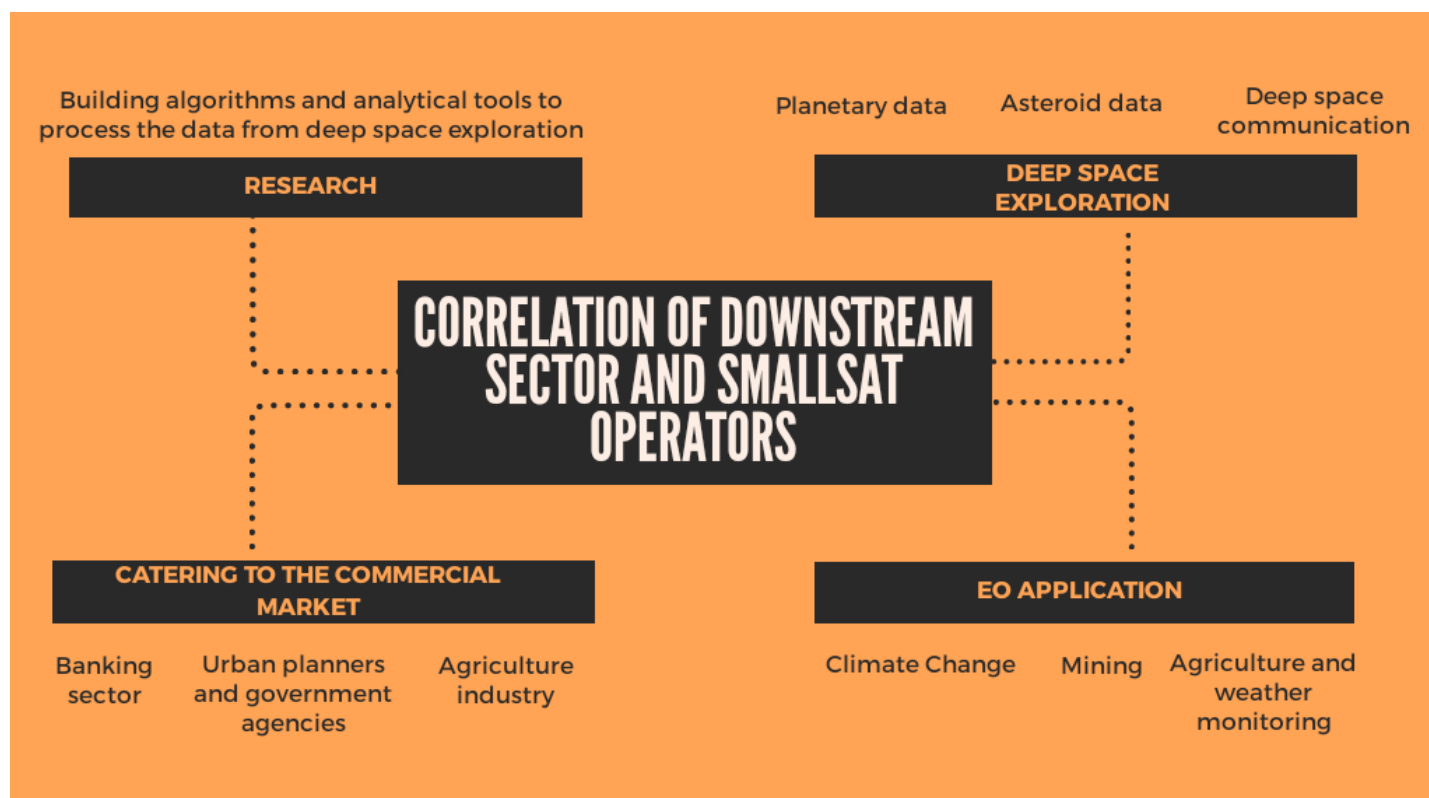 Building algorithms and analytical tools to
process the data from deep space exploration
RESEARCH
Planetary data
Asteroid data
Deep space
communication
DEEP SPACE
EXPLORATION
CORRELATION OF DOWNSTREAM
SECTOR AND SMALLSAT
OPERATORS
CATERING TO THE COMMERCIAL
MARKET
Banking
sector
Urban planners
and government
agencies
Agriculture
industry
EO APPLICATION
Climate Change
Mining
Agriculture and
weather
monitoring